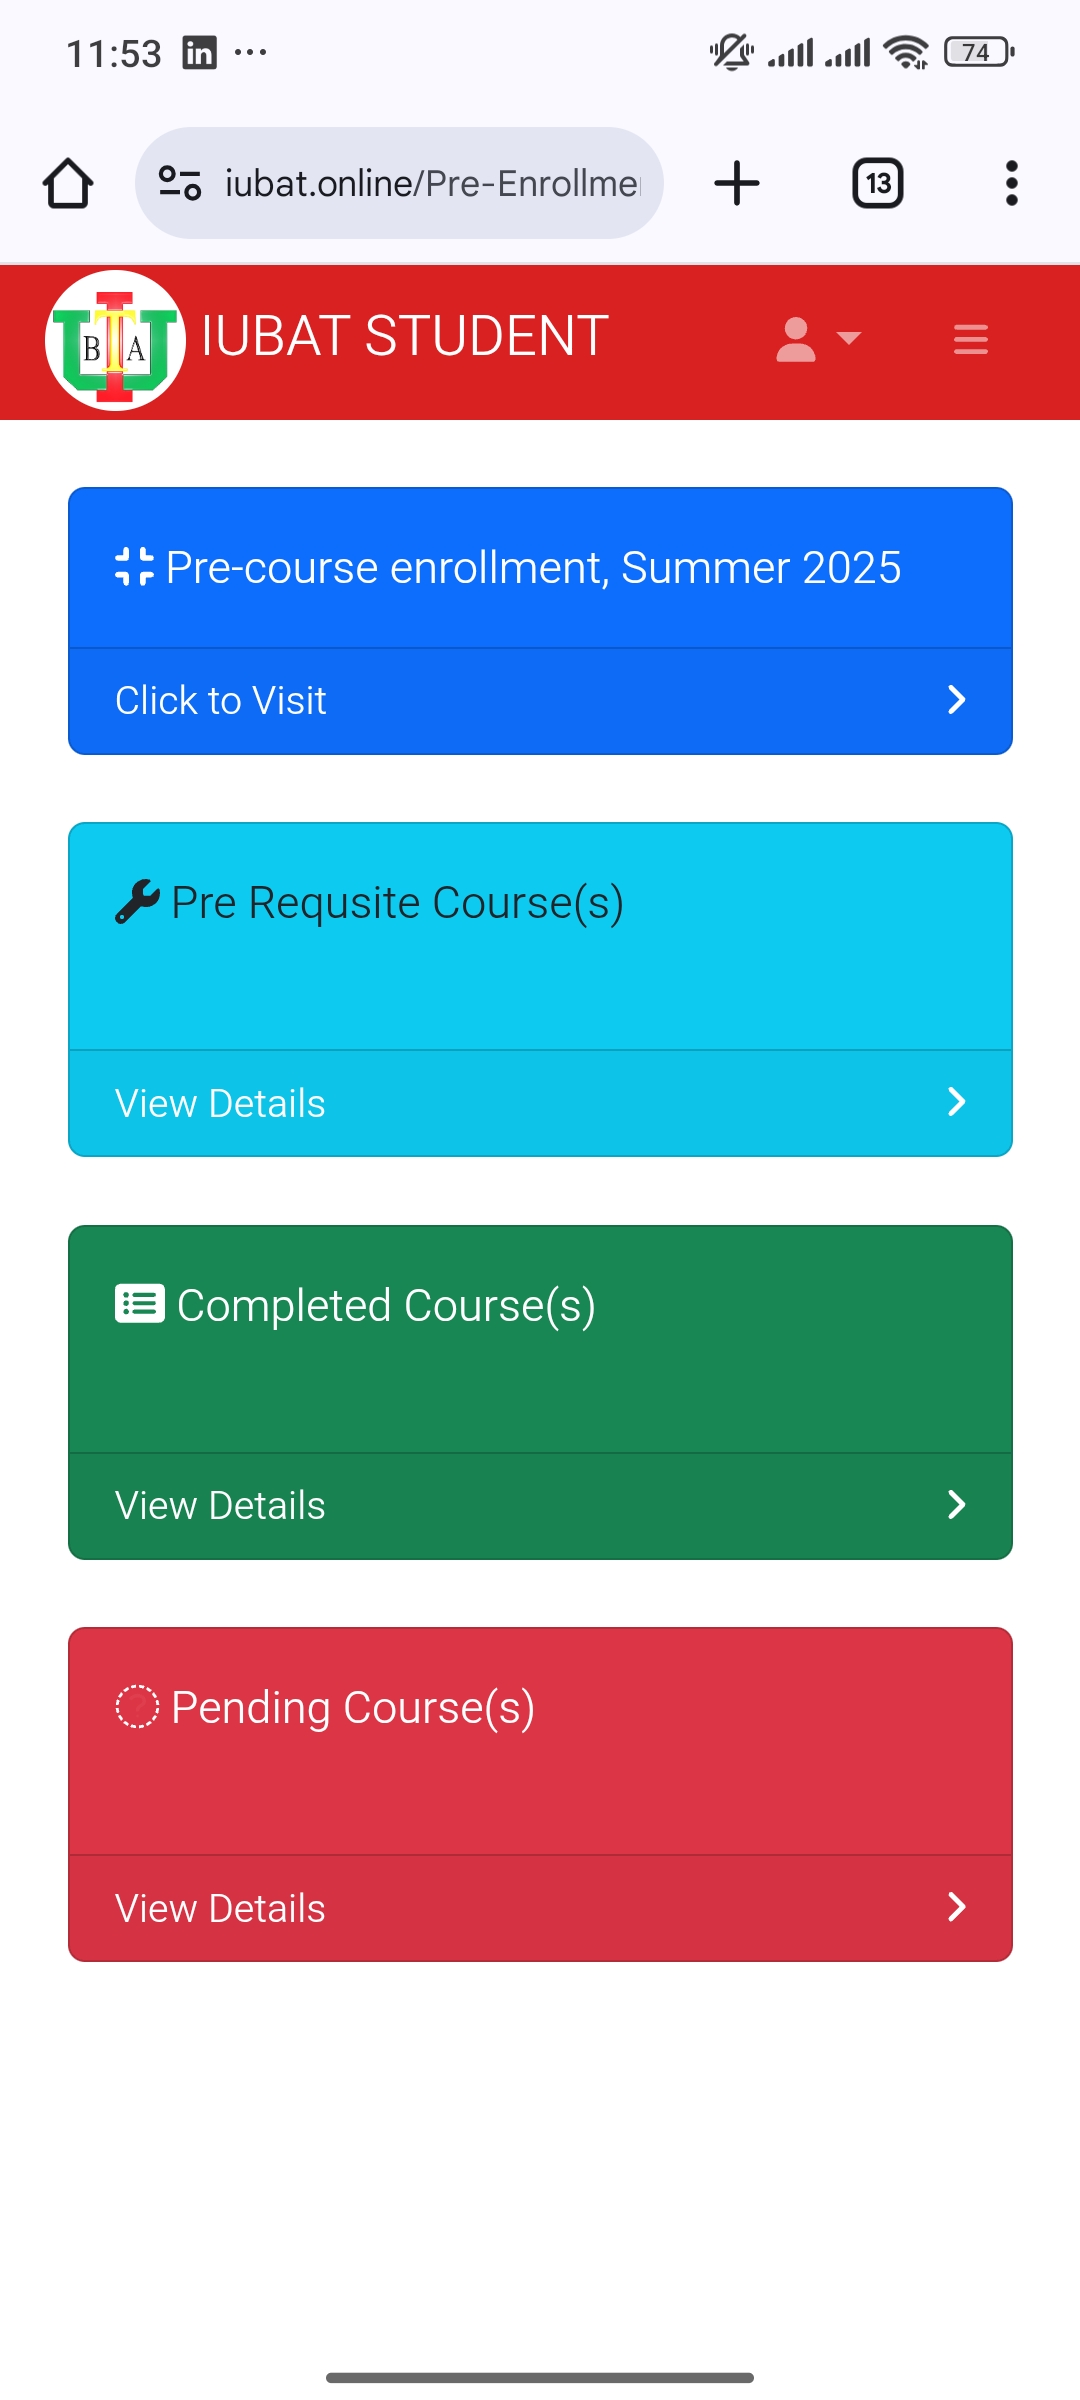 11:53
74
iubat.online/Pre-Enrollme
13
BTA IUBAT STUDENT
Pre-course enrollment, Summer 2025
Click to Visit
Pre Requsite Course(s)
View Details
Completed Course(s)
View Details
Pending Course(s)
View Details